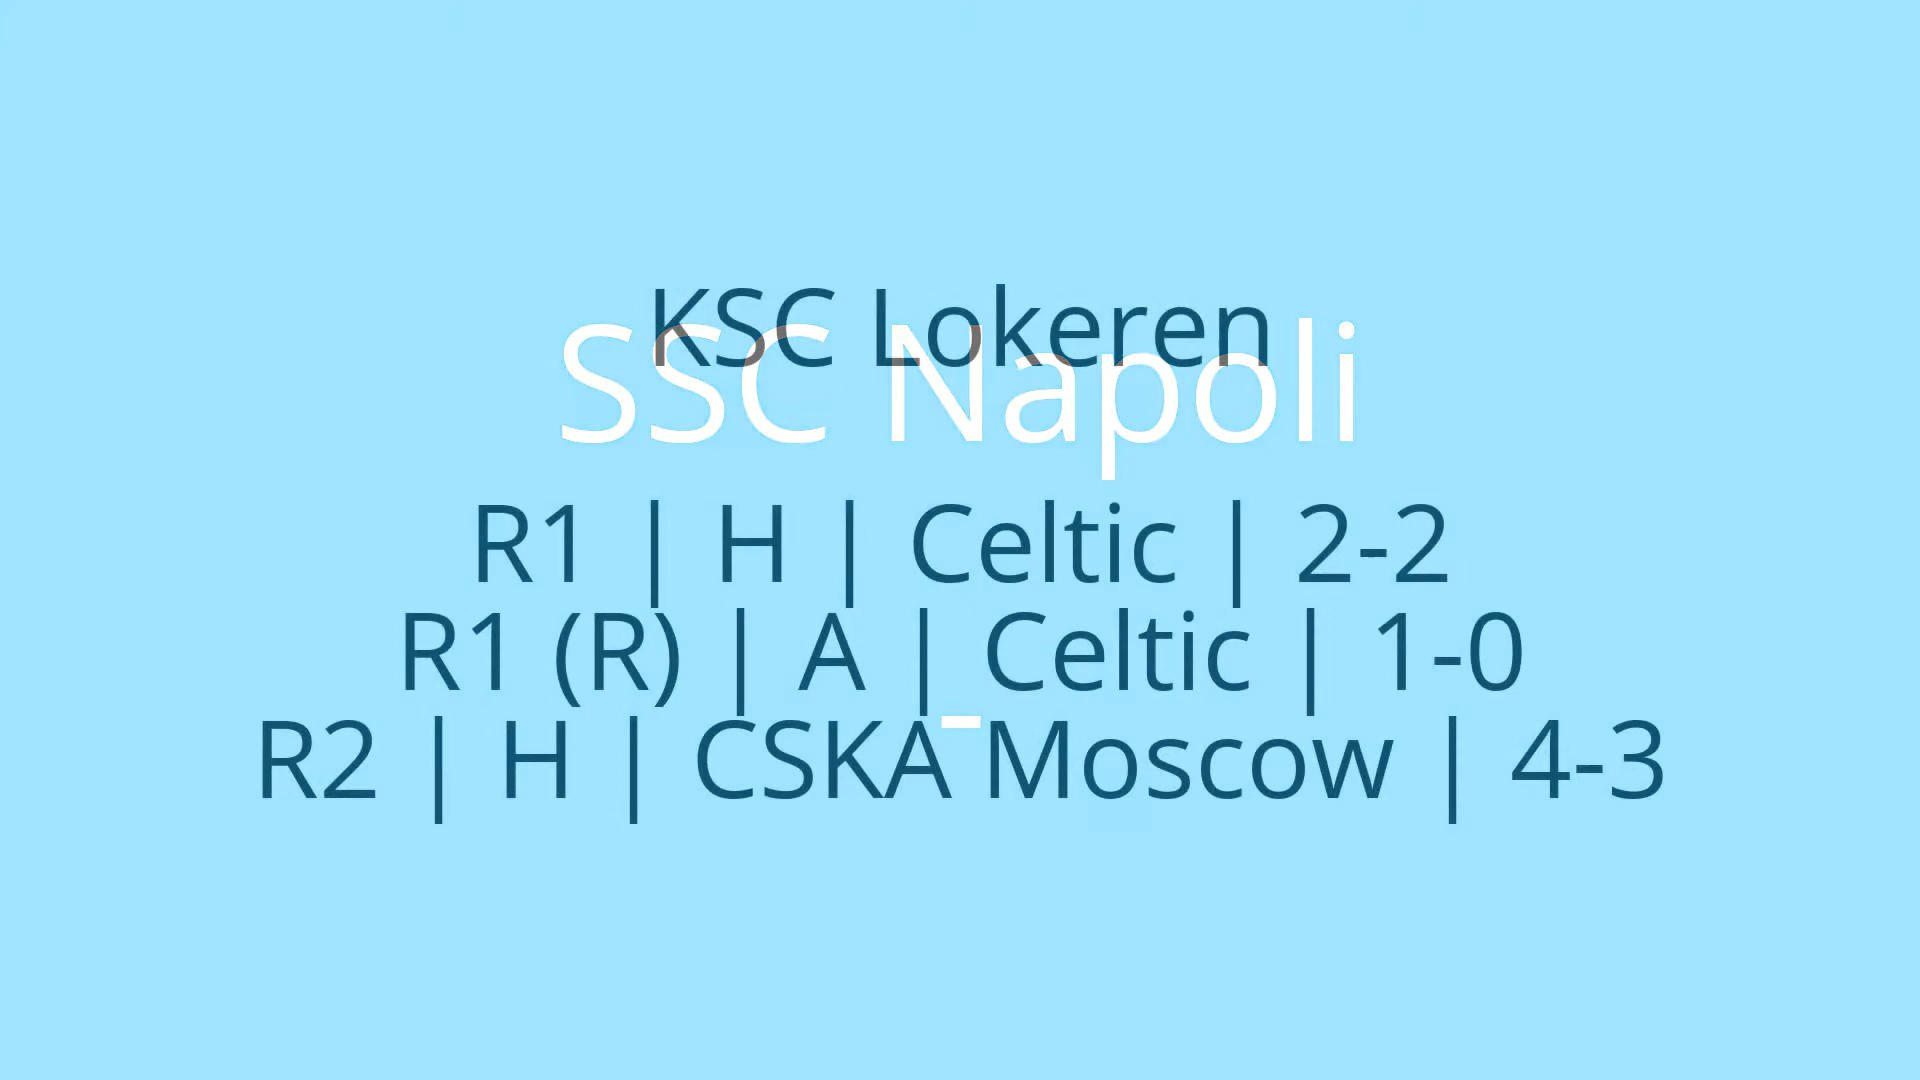 KSC Lokeren
SSC Napoli
R1 | H | Celtic | 2-2
R1 (R) | A | Celtic | 1-0
-
R2 | H | CSKA Moscow | 4-3